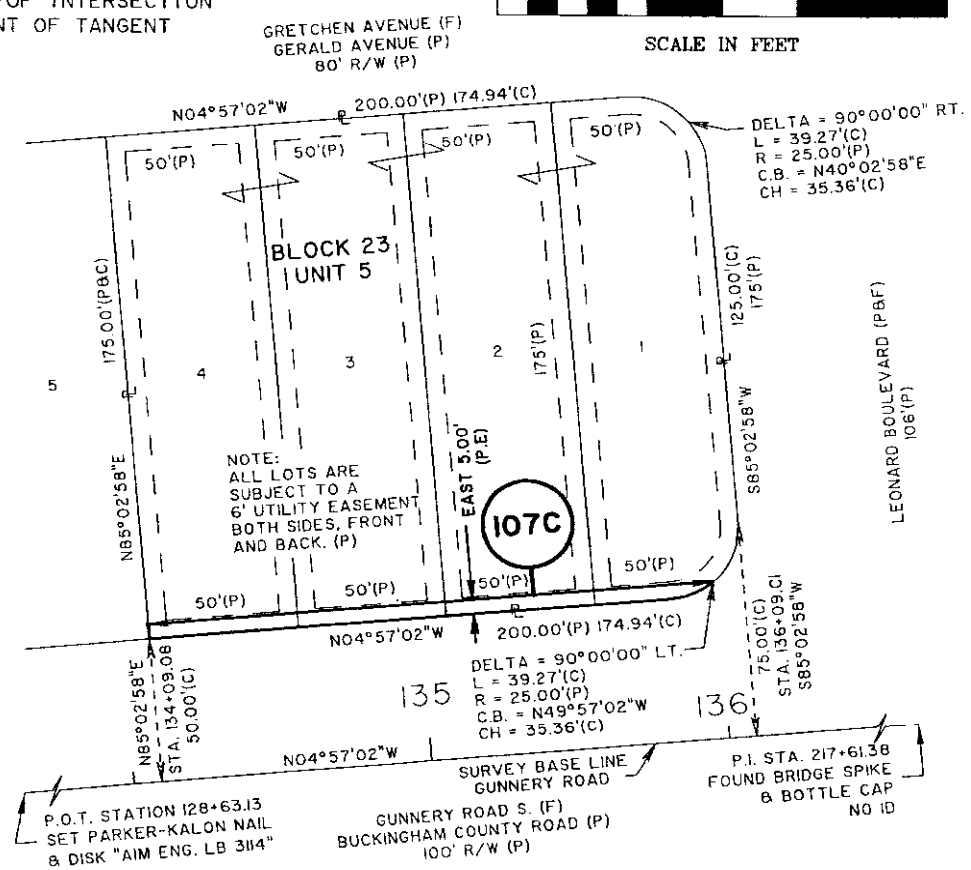 OF INTERSECTION
NT OF TANGENT
SCALE IN FEET
GRETCHEN AVENUE (F)
GERALD AVENUE (P)
80' R/W (P)
N04°57'02"W
200.00'(P) 174.94'(C)
50'(P)
50'(P)
50'(P)
50'(P)
DELTA = 90°00'00" RT.
L = 39.27'(C)
R = 25.00'(P)
C.B. = N40°02'58"E
CH = 35.36'(C)
BLOCK 23
UNIT 5
175.00'(P&C)
125.00'(C)
175'(P)
LEONARD BOULEVARD (P&F)
106'(P)
5
4
3
2
175'(P)
1
N85°02'58"E
S85°02'58"W
NOTE:
ALL LOTS ARE
SUBJECT TO A
6' UTILITY EASEMENT
BOTH SIDES, FRONT
AND BACK. (P)
EAST 5.00'
(P.E)
107C
50'(P)
50'(P)
50'(P)
50'(P)
N04°57'02"W
200.00'(P) 174.94'(C)
N85°02'58"E
STA. 134+09.08
50.00'(C)
DELTA = 90°00'00" LT.
L = 39.27'(C)
R = 25.00'(P)
C.B. = N49°57'02"W
CH = 35.36'(C)
75.00'(C)
STA. 136+09.01
S85°02'58"W
135
136
N04°57'02"W
SURVEY BASE LINE
GUNNERY ROAD
P.O.T. STATION 128+63.13
SET PARKER-KALON NAIL
& DISK "AIM ENG. LB 3114"
GUNNERY ROAD S. (F)
BUCKINGHAM COUNTY ROAD (P)
100' R/W (P)
P.I. STA. 217+61.38
FOUND BRIDGE SPIKE
& BOTTLE CAP
NO ID